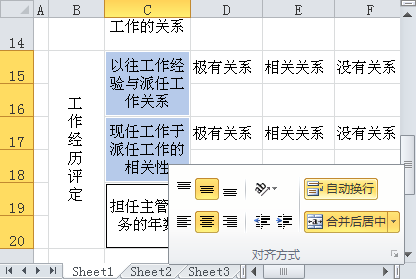 A B C D E F
14 工作的关系
15 以往工作经 极有关系 相关关系 没有关系
16 验与派任工
作关系
17 现任工作于 极有关系 相关关系 没有关系
18 派任工作的
相关性
工作经历评定
19 担任主管
20 务的年
自动换行
合并后居中
对齐方式
Sheet1 Sheet2 Sheet3